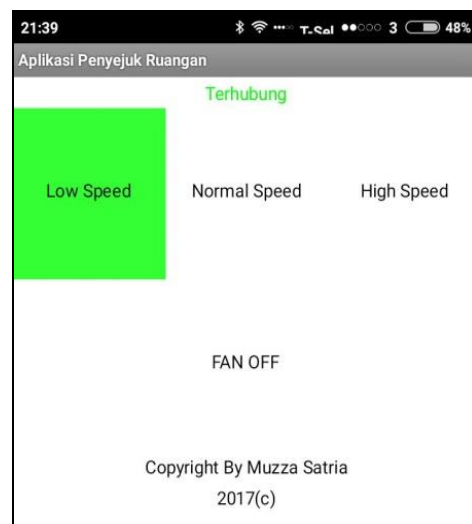 21:39 T-Sel 3 48%
Aplikasi Penyejuk Ruangan
Terhubung
Low Speed Normal Speed High Speed
FAN OFF
Copyright By Muzza Satria
2017(c)